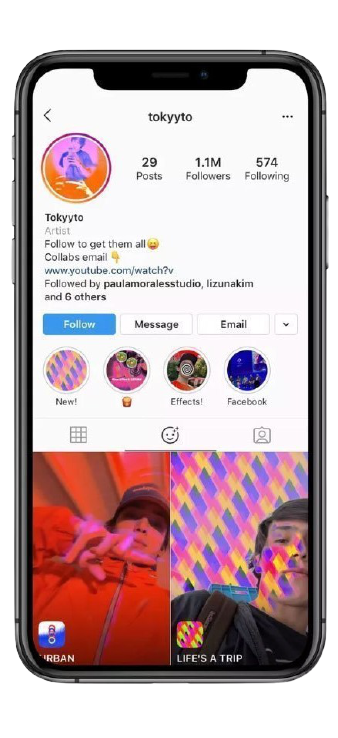 tokyyto
29 1.1M 574
Posts Followers Following
Tokyyto
Artist
Follow to get them all😀
Collabs email 👇
www.youtube.com/watch?v
Followed by paulamoralesstudio, lizunakim
and 6 others
Follow Message Email
New! 🍿 Effects! Facebook
URBAN LIFE'S A TRIP